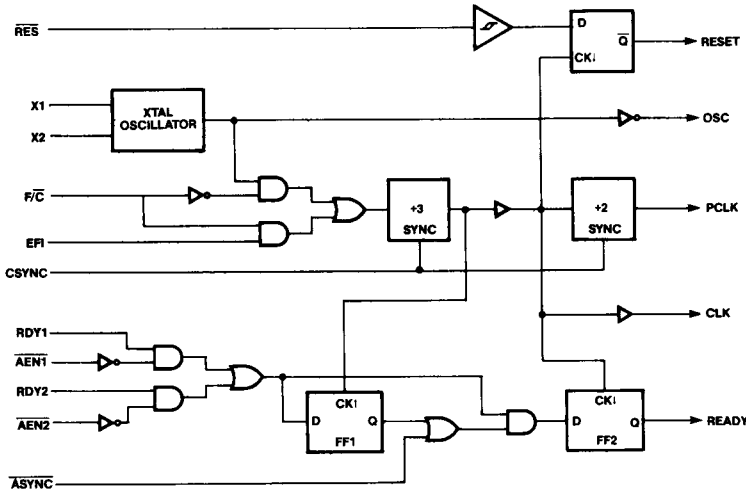 RES
D
Q
CK↓
RESET
X1
X2
XTAL
OSCILLATOR
OSC
F/C
EFI
CSYNC
+3
SYNC
+2
SYNC
PCLK
CLK
RDY1
AEN1
RDY2
AEN2
CK↑
D Q
FF1
CK↓
D Q
FF2
READY
ASYNC